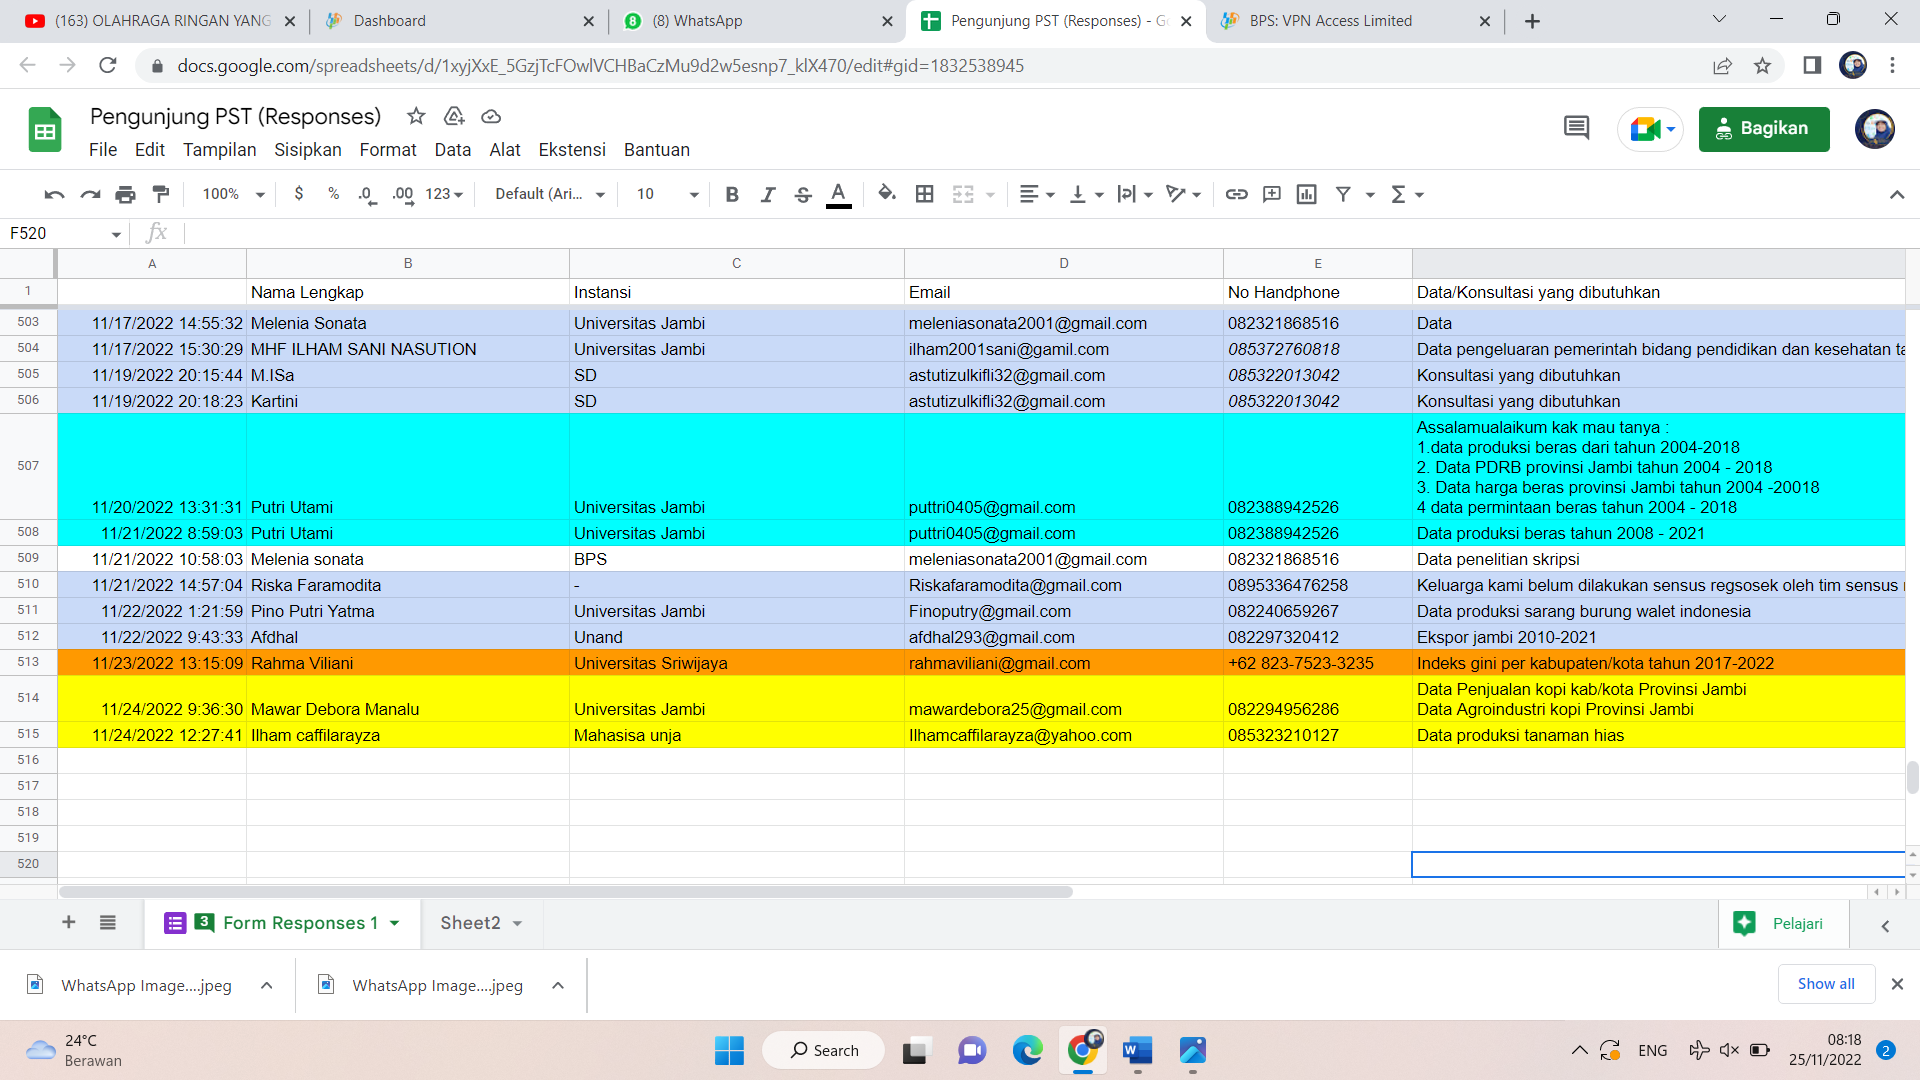 (163) OLAHRAGA RINGAN YANG
Dashboard
(8) WhatsApp
Pengunjung PST (Responses) - Go
BPS: VPN Access Limited
docs.google.com/spreadsheets/d/1xyjXxE_5GzjTcFOwlVCHBaCzMu9d2w5esnp7_klX470/edit#gid=1832538945
Pengunjung PST (Responses)
File Edit Tampilan Sisipkan Format Data Alat Ekstensi Bantuan
Bagikan
100% $ % .0 .00 123 Default (Ari... 10 B I S A
F520 fx
A B C D E
1 Nama Lengkap Instansi Email No Handphone Data/Konsultasi yang dibutuhkan
503 11/17/2022 14:55:32 Melenia Sonata Universitas Jambi meleniasonata2001@gmail.com 082321868516 Data
504 11/17/2022 15:30:29 MHF ILHAM SANI NASUTION Universitas Jambi ilham2001sani@gamil.com 085372760818 Data pengeluaran pemerintah bidang pendidikan dan kesehatan ta
505 11/19/2022 20:15:44 M.ISa SD astutizulkifli32@gmail.com 085322013042 Konsultasi yang dibutuhkan
506 11/19/2022 20:18:23 Kartini SD astutizulkifli32@gmail.com 085322013042 Konsultasi yang dibutuhkan
Assalamualaikum kak mau tanya :
1.data produksi beras dari tahun 2004-2018
2. Data PDRB provinsi Jambi tahun 2004 - 2018
3. Data harga beras provinsi Jambi tahun 2004 -20018
507 11/20/2022 13:31:31 Putri Utami Universitas Jambi puttri0405@gmail.com 082388942526 4 data permintaan beras tahun 2004 - 2018
508 11/21/2022 8:59:03 Putri Utami Universitas Jambi puttri0405@gmail.com 082388942526 Data produksi beras tahun 2008 - 2021
509 11/21/2022 10:58:03 Melenia sonata BPS meleniasonata2001@gmail.com 082321868516 Data penelitian skripsi
510 11/21/2022 14:57:04 Riska Faramodita - Riskafaramodita@gmail.com 0895336476258 Keluarga kami belum dilakukan sensus regsosek oleh tim sensus
511 11/22/2022 1:21:59 Pino Putri Yatma Universitas Jambi Finoputry@gmail.com 082240659267 Data produksi sarang burung walet indonesia
512 11/22/2022 9:43:33 Afdhal Unand afdhal293@gmail.com 082297320412 Ekspor jambi 2010-2021
513 11/23/2022 13:15:09 Rahma Viliani Universitas Sriwijaya rahmaviliani@gmail.com +62 823-7523-3235 Indeks gini per kabupaten/kota tahun 2017-2022
Data Penjualan kopi kab/kota Provinsi Jambi
514 11/24/2022 9:36:30 Mawar Debora Manalu Universitas Jambi mawardebora25@gmail.com 082294956286 Data Agroindustri kopi Provinsi Jambi
515 11/24/2022 12:27:41 Ilham caffilarayza Mahasisa unja Ilhamcaffilarayza@yahoo.com 085323210127 Data produksi tanaman hias
516
517
518
519
520
3 Form Responses 1 Sheet2 Pelajari
WhatsApp Image....jpeg WhatsApp Image....jpeg Show all
24°C
Berawan
Search
ENG
08:18
25/11/2022
2